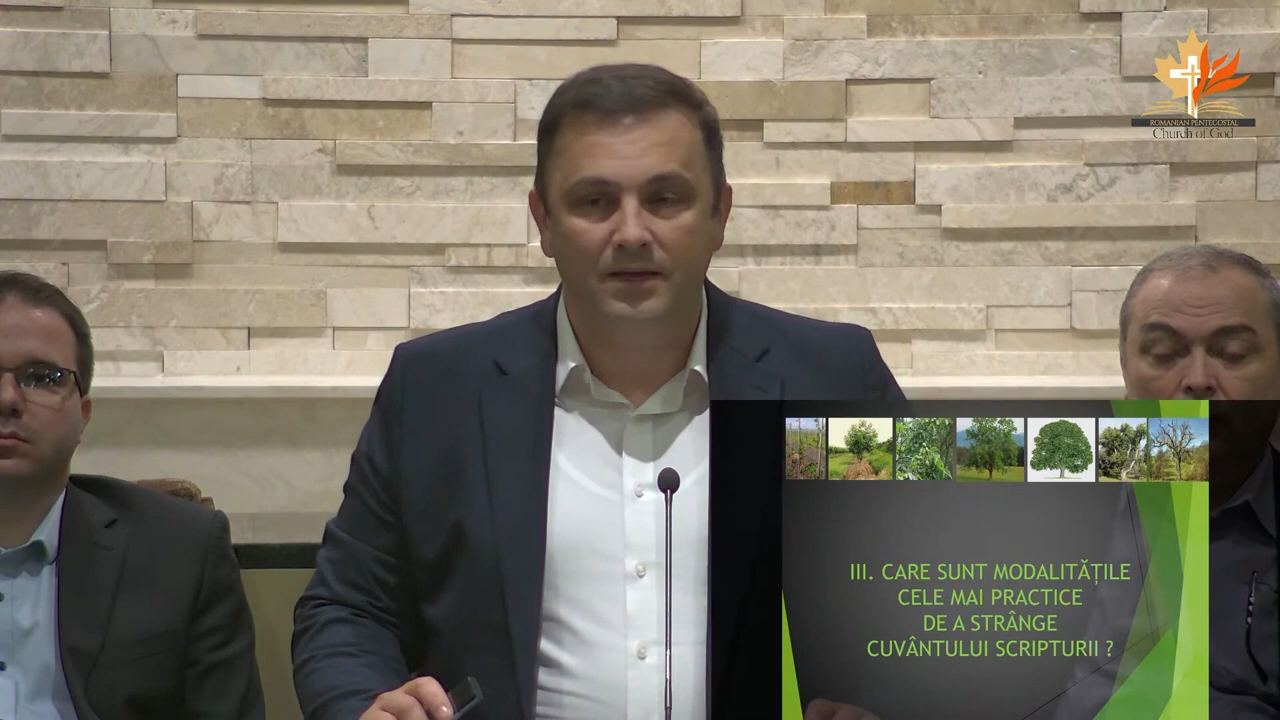 ROMANIAN PENTECOSTAL
Church of God
III. CARE SUNT MODALITĂȚILE
CELE MAI PRACTICE
DE A STRÂNGE
CUVÂNTULUI SCRIPTURII ?